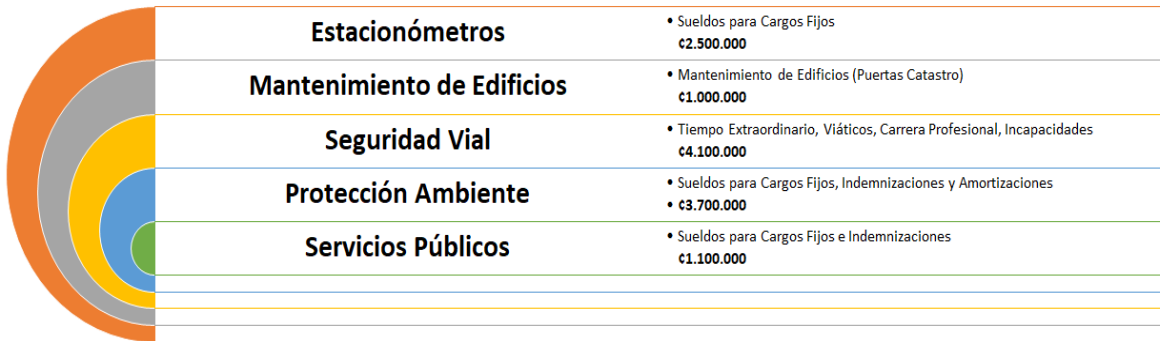 Estacionómetros
• Sueldos para Cargos Fijos
¢2.500.000
Mantenimiento de Edificios
• Mantenimiento de Edificios (Puertas Catastro)
¢1.000.000
Seguridad Vial
• Tiempo Extraordinario, Viáticos, Carrera Profesional, Incapacidades
¢4.100.000
Protección Ambiente
• Sueldos para Cargos Fijos, Indemnizaciones y Amortizaciones
• ¢3.700.000
Servicios Públicos
• Sueldos para Cargos Fijos e Indemnizaciones
¢1.100.000